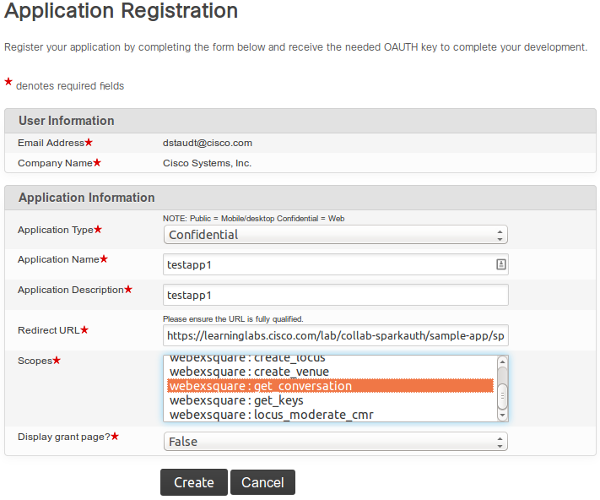 Application Registration
Register your application by completing the form below and receive the needed OAUTH key to complete your development.
* denotes required fields
User Information
Email Address* dstaudt@cisco.com
Company Name* Cisco Systems, Inc.
Application Information
NOTE: Public = Mobile/desktop Confidential = Web
Application Type* Confidential
Application Name* testapp1
Application Description* testapp1
Please ensure the URL is fully qualified.
Redirect URL* https://learninglabs.cisco.com/lab/collab-sparkauth/sample-app/sp
Scopes* webexsquare:create_locus
webexsquare:create_venue
webexsquare:get_conversation
webexsquare:get_keys
webexsquare:locus_moderate_cmr
Display grant page?* False
Create Cancel